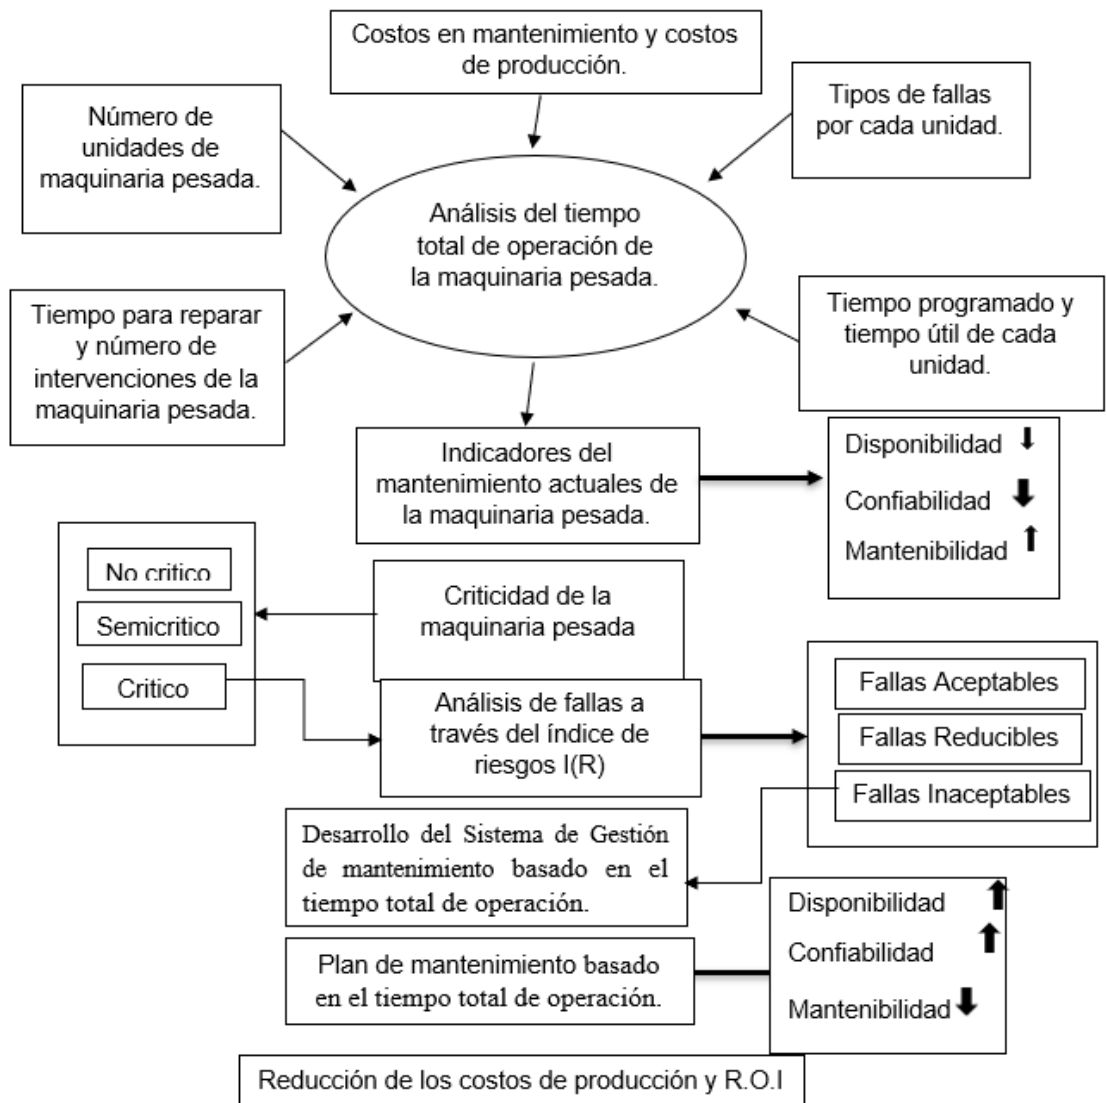 Costos en mantenimiento y costos
de producción.
Número de
unidades de
maquinaria pesada.
Tipos de fallas
por cada unidad.
Análisis del tiempo
total de operación de
la maquinaria pesada.
Tiempo para reparar
y número de
intervenciones de la
maquinaria pesada.
Tiempo programado y
tiempo útil de cada
unidad.
Indicadores del
mantenimiento actuales de
la maquinaria pesada.
Disponibilidad
Confiabilidad
Mantenibilidad
No critico
Semicritico
Critico
Criticidad de la
maquinaria pesada
Análisis de fallas a
través del índice de
riesgos I(R)
Fallas Aceptables
Fallas Reducibles
Fallas Inaceptables
Desarrollo del Sistema de Gestión
de mantenimiento basado en el
tiempo total de operación.
Plan de mantenimiento basado
en el tiempo total de operación.
Disponibilidad
Confiabilidad
Mantenibilidad
Reducción de los costos de producción y R.O.I